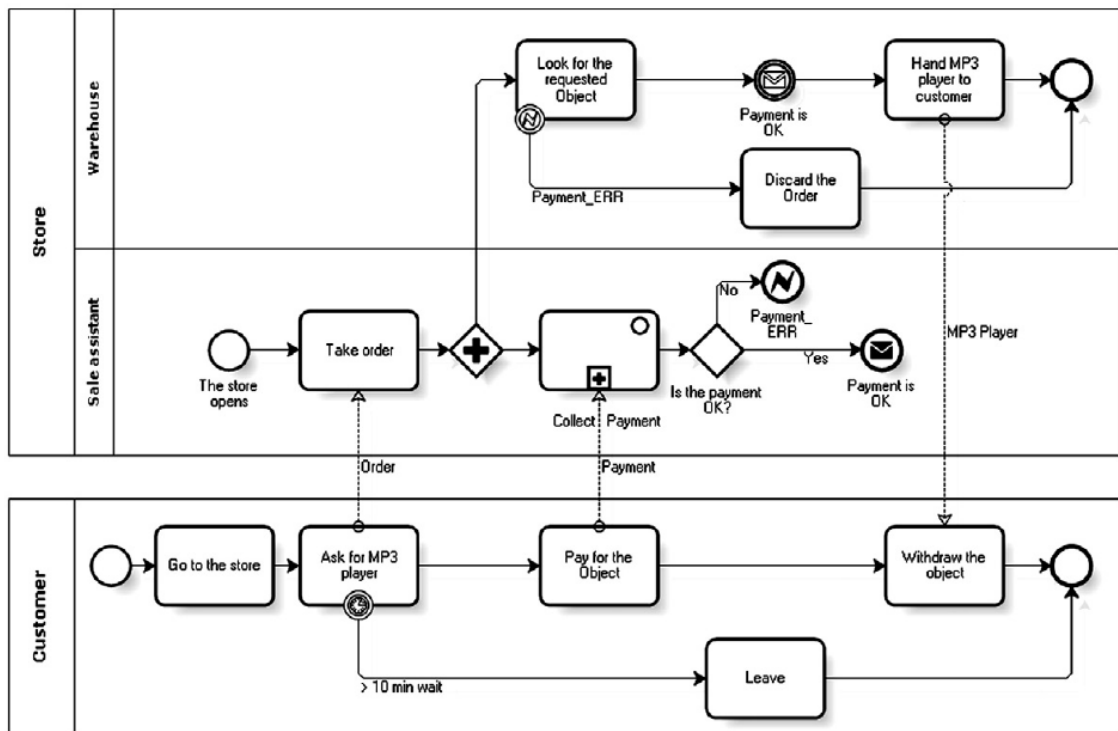 Store
Warehouse
Look for the
requested
Object
Payment is
OK
Hand MP3
player to
customer
Payment_ERR
Discard the
Order
Sale assistant
The store
opens
Take order
Collect Payment
Is the payment
OK?
No
Payment_
ERR
Yes
Payment is
OK
MP3 Player
Order
Payment
Customer
Go to the store
Ask for MP3
player
Pay for the
Object
Withdraw the
object
> 10 min wait
Leave